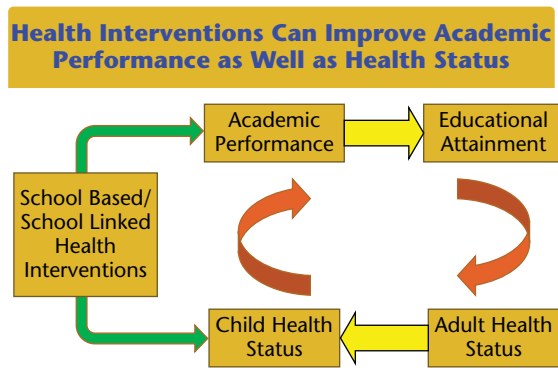 Health Interventions Can Improve Academic
Performance as Well as Health Status
Academic
Performance
Educational
Attainment
School Based/
School Linked
Health
Interventions
Child Health
Status
Adult Health
Status